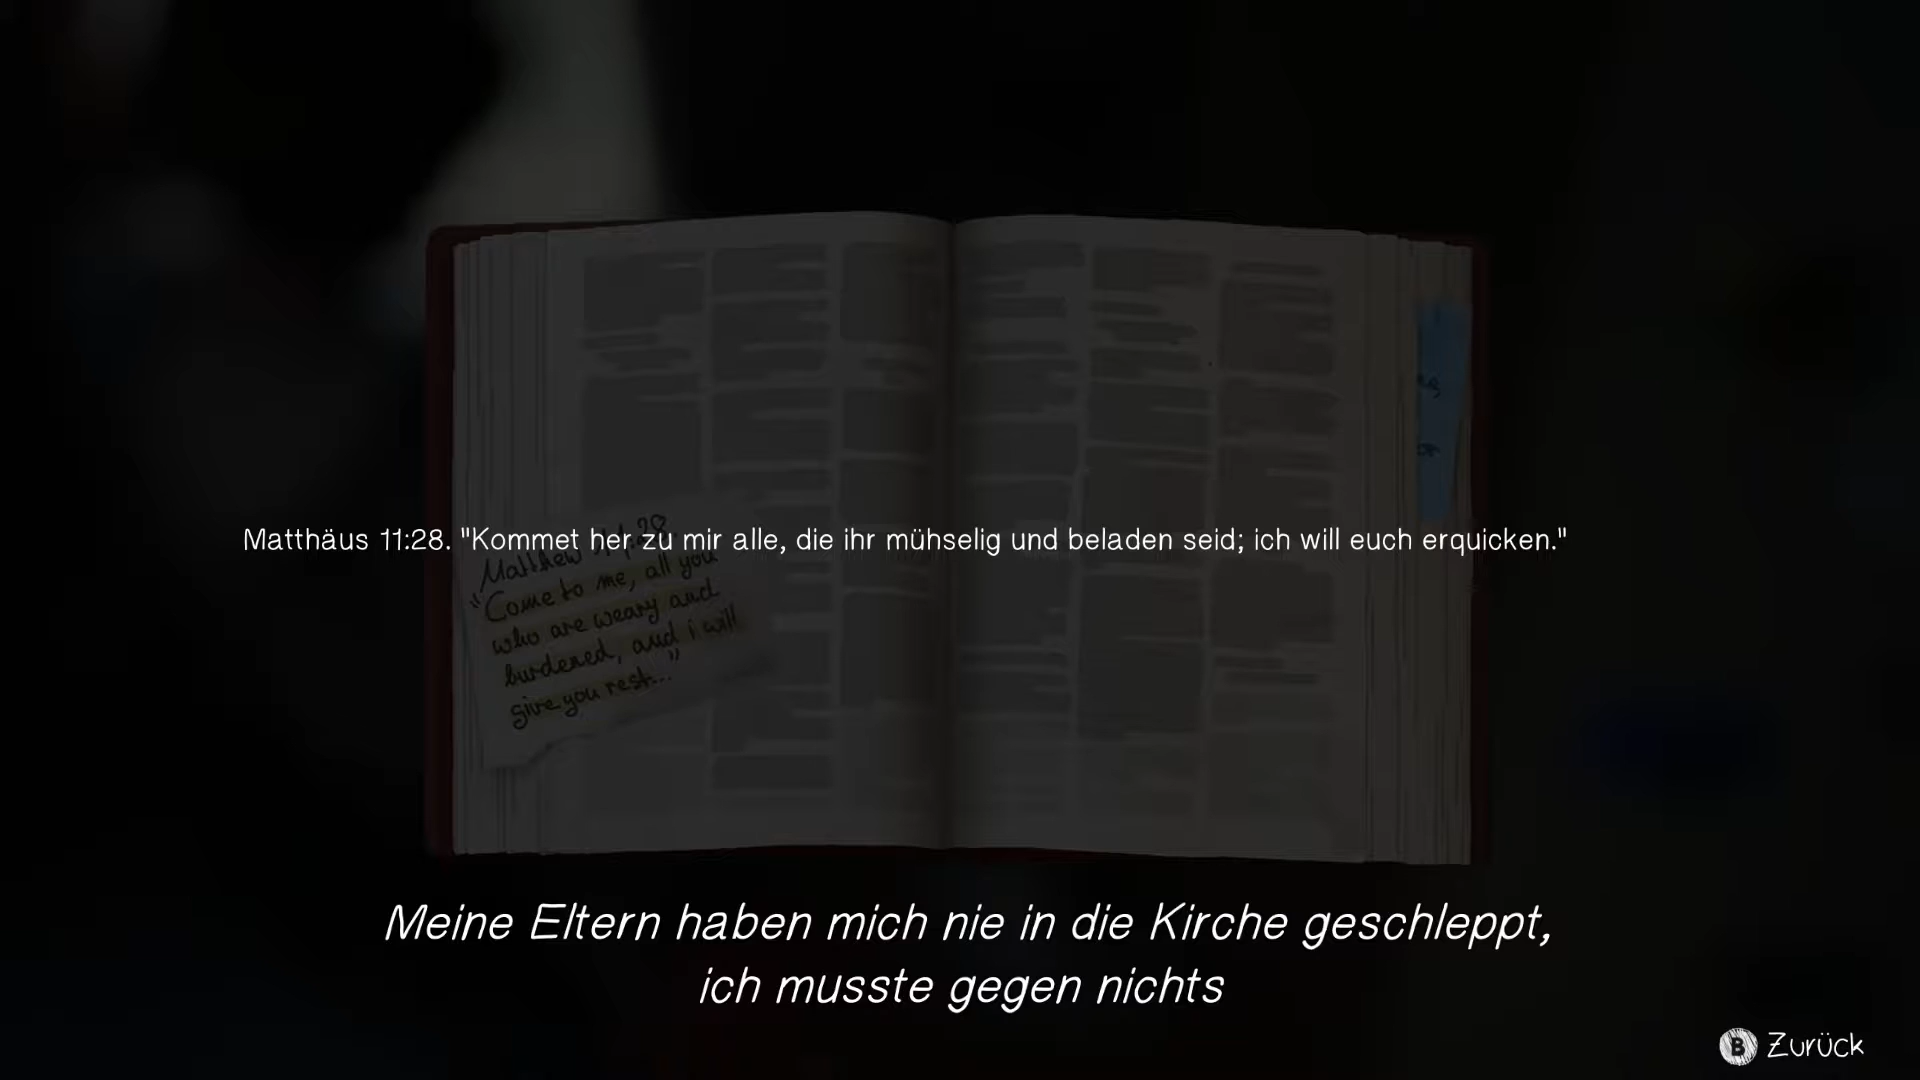 Matthäus 11:28. "Kommet her zu mir alle, die ihr mühselig und beladen seid; ich will euch erquicken."
Matthew 11:28.
"Come to me, all you
who are weary and
burdened, and i will
give you rest..."
Meine Eltern haben mich nie in die Kirche geschleppt,
ich musste gegen nichts
B Zurück